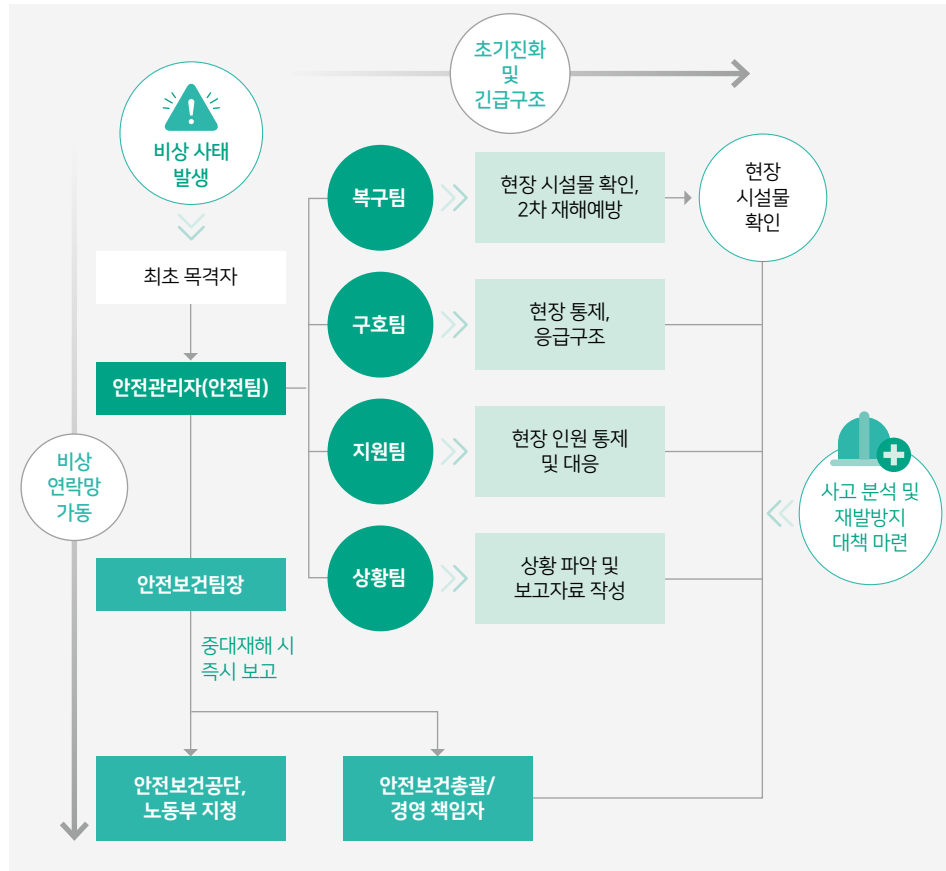 초기진화
및
긴급구조
비상 사태
발생
최초 목격자
안전관리자(안전팀)
비상
연락망
가동
안전보건팀장
중대재해 시
즉시 보고
안전보건공단,
노동부 지청
안전보건총괄/
경영 책임자
복구팀
현장 시설물 확인,
2차 재해예방
현장
시설물
확인
구호팀
현장 통제,
응급구조
지원팀
현장 인원 통제
및 대응
상황팀
상황 파악 및
보고자료 작성
사고 분석 및
재발방지
대책 마련